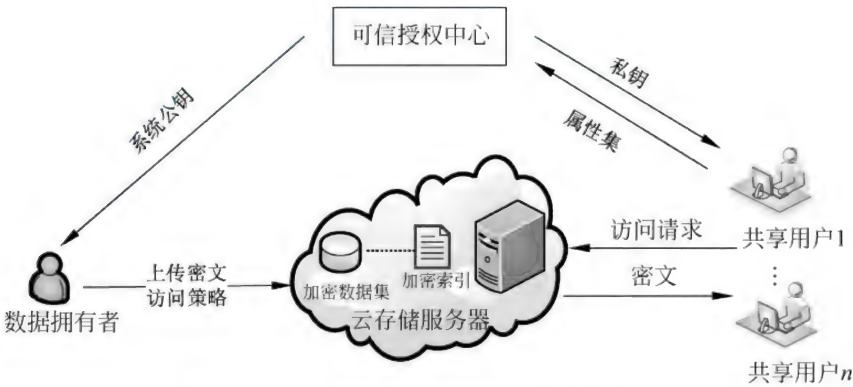 可信授权中心
系统公钥
私钥
属性集
上传密文
访问策略
数据拥有者
加密数据集
加密索引
云存储服务器
访问请求
密文
共享用户1
⋮
共享用户n